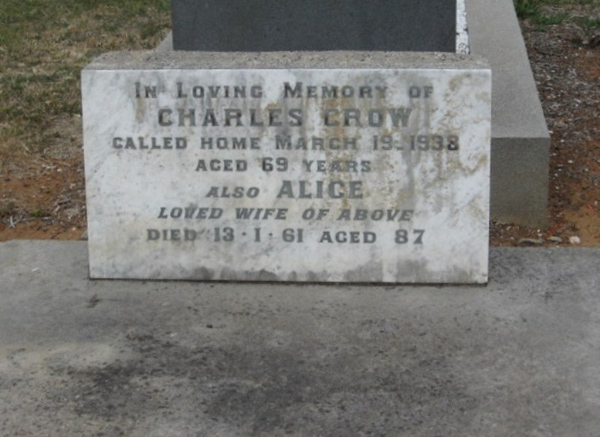 In Loving Memory of
CHARLES CROW
CALLED HOME MARCH 19. 1938
AGED 69 YEARS
ALSO ALICE
LOVED WIFE OF ABOVE
DIED 13·1·61 AGED 87